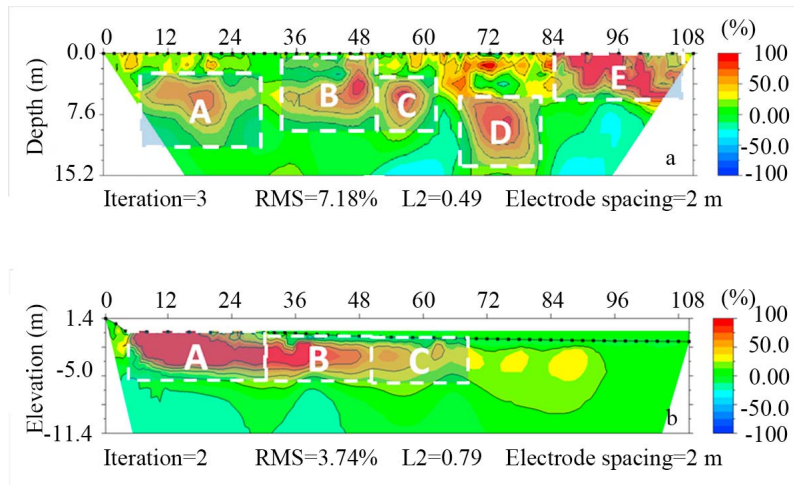 0 12 24 36 48 60 72 84 96 108 (%)
0.0
7.6
15.2
Depth (m)
A B C D E
a
100
50.0
0.00
-50.0
-100
Iteration=3 RMS=7.18% L2=0.49 Electrode spacing=2 m
0 12 24 36 48 60 72 84 96 108 (%)
1.4
-5.0
-11.4
Elevation (m)
A B C
b
100
50.0
0.00
-50.0
-100
Iteration=2 RMS=3.74% L2=0.79 Electrode spacing=2 m